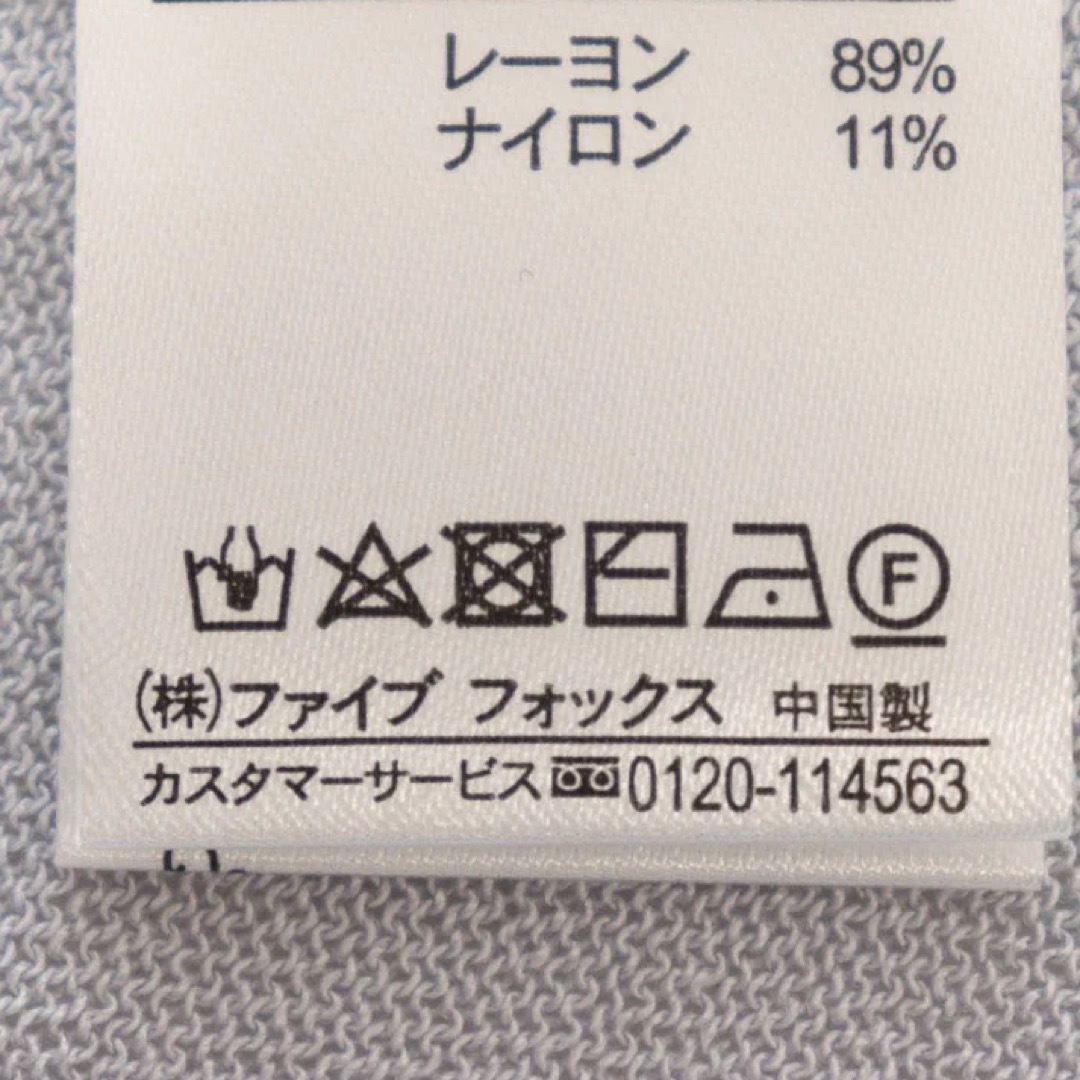 レーヨン 89%
ナイロン 11%
F
(株)ファイブ フォックス 中国製
カスタマーサービス 0120-114563
い。